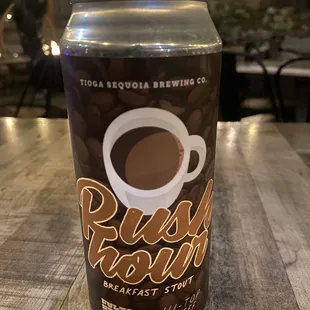 TIOGA SEQUOIA BREWING CO.
Rush
hour
BREAKFAST STOUT